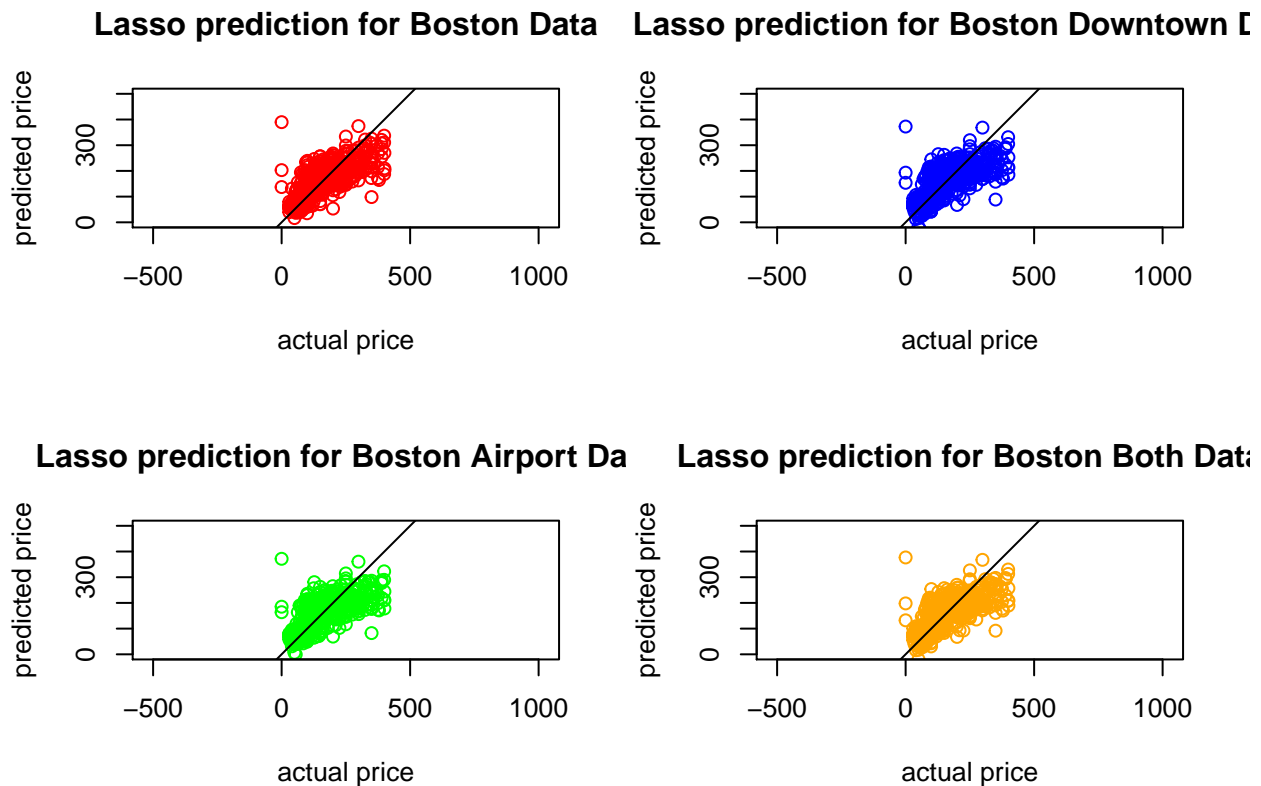 Lasso prediction for Boston Data
predicted price
300
0
−500 0 500 1000
actual price
Lasso prediction for Boston Downtown D
predicted price
300
0
−500 0 500 1000
actual price
Lasso prediction for Boston Airport Da
predicted price
300
0
−500 0 500 1000
actual price
Lasso prediction for Boston Both Data
predicted price
300
0
−500 0 500 1000
actual price